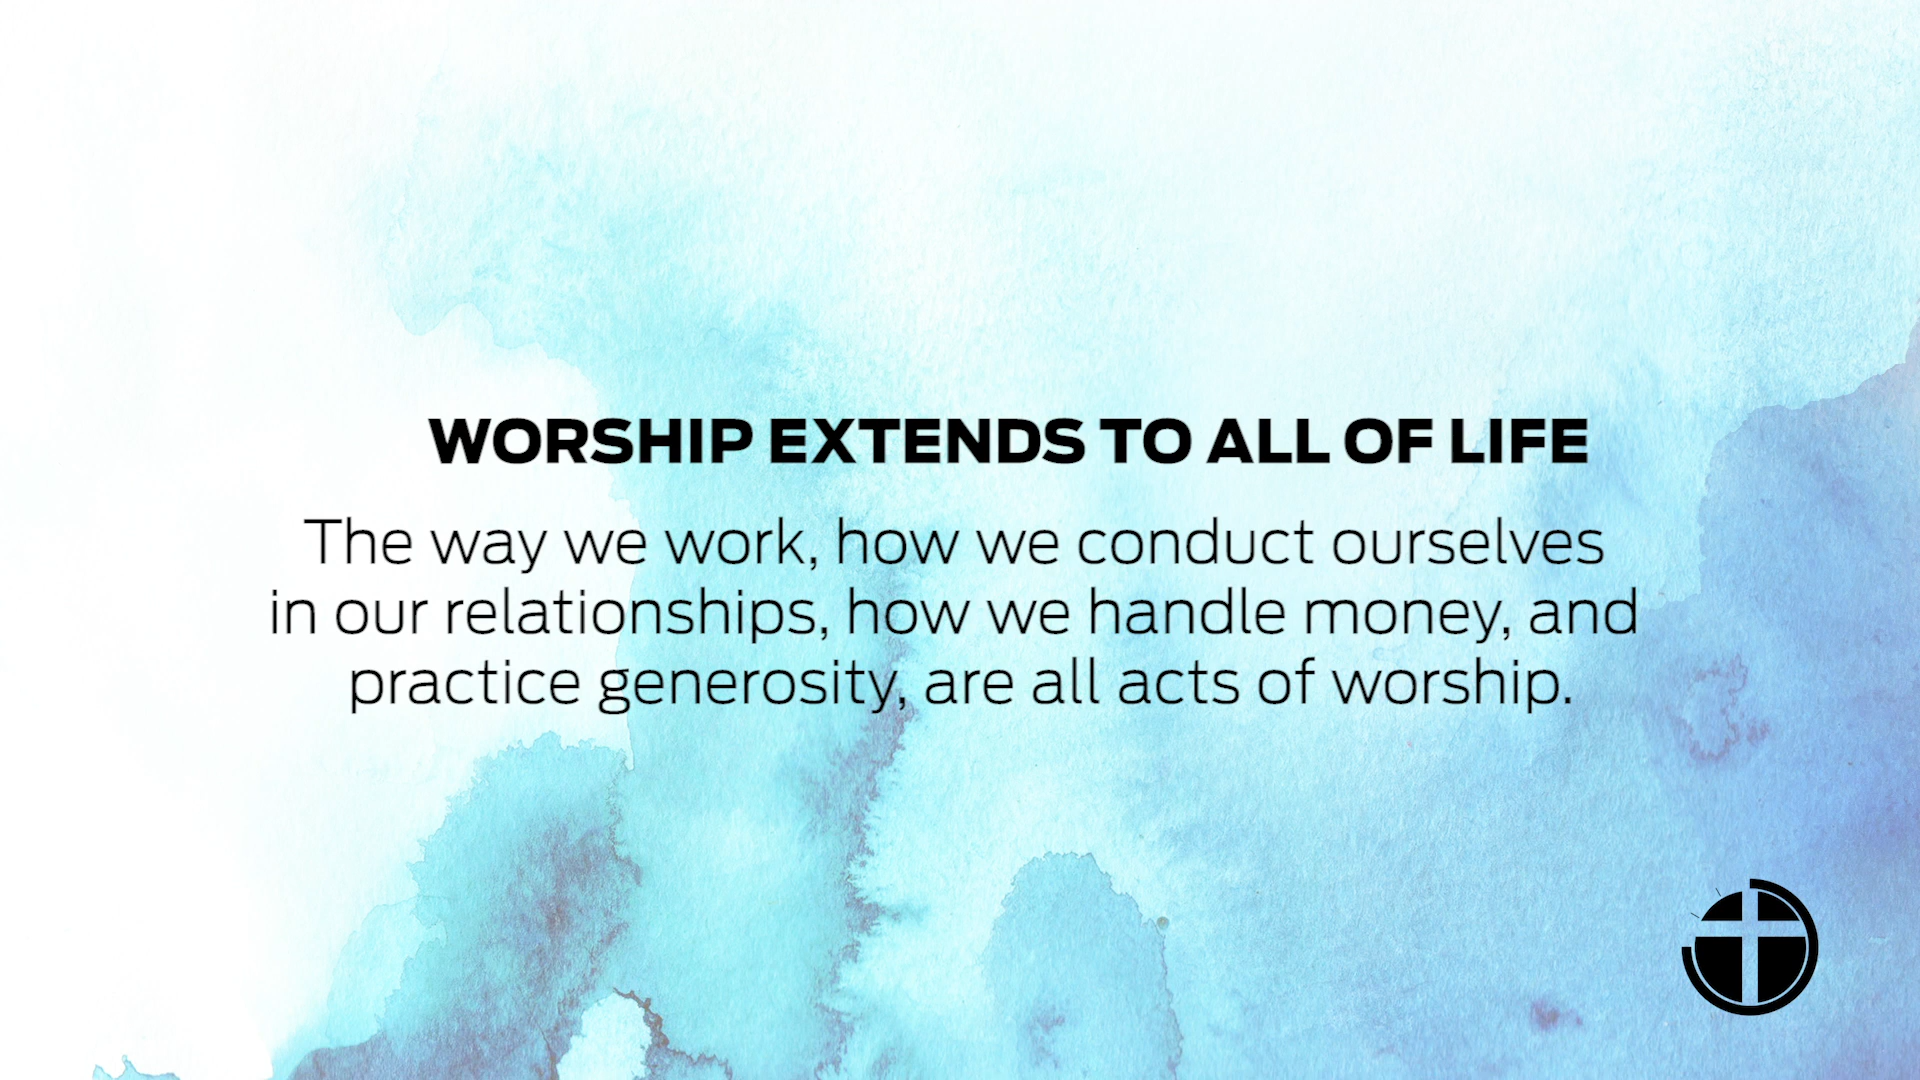 WORSHIP EXTENDS TO ALL OF LIFE
The way we work, how we conduct ourselves
in our relationships, how we handle money, and
practice generosity, are all acts of worship.